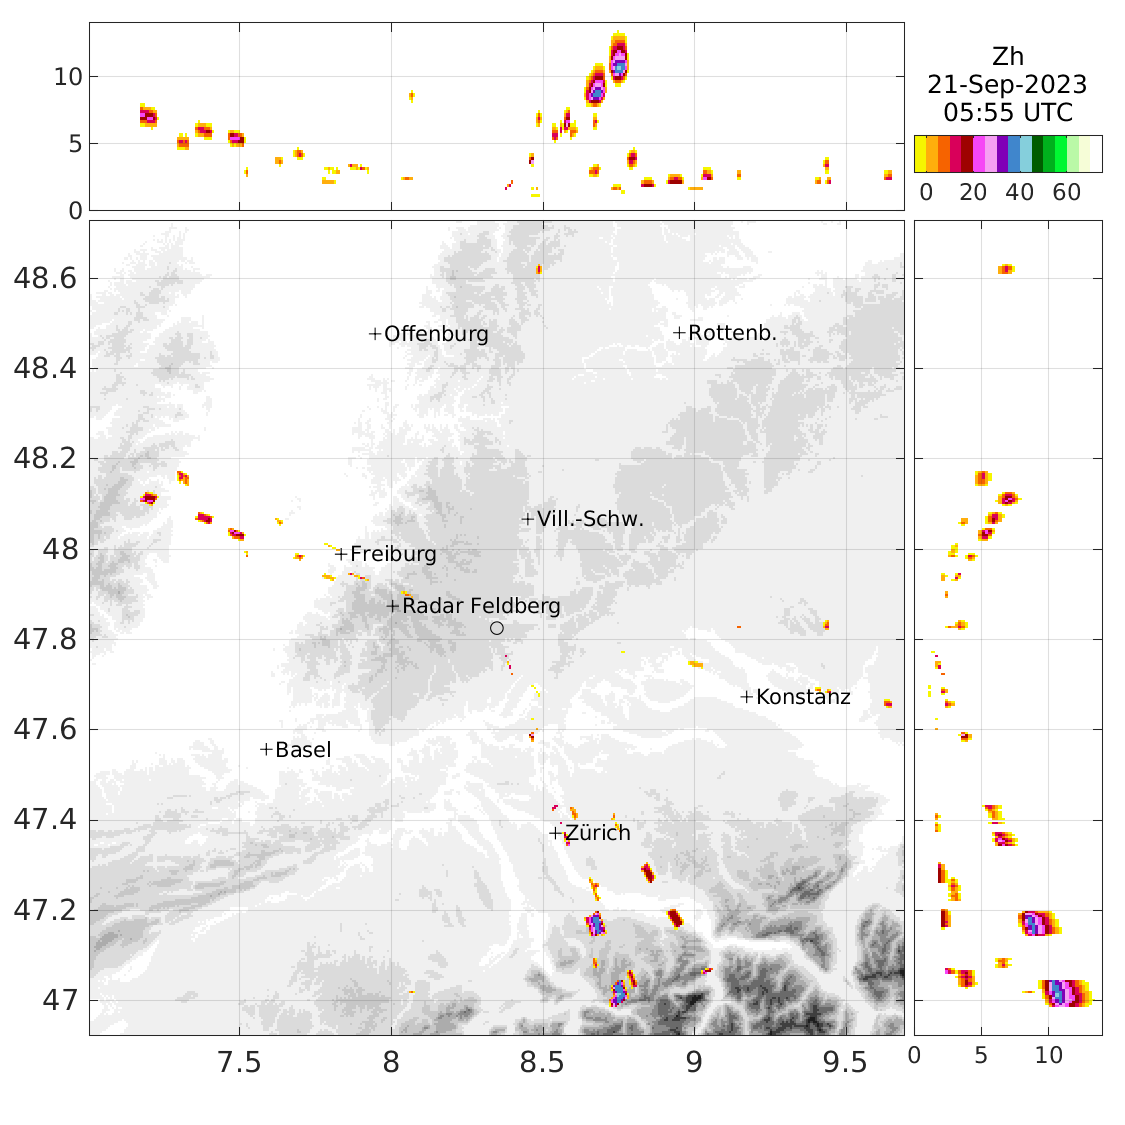 Zh
21-Sep-2023
05:55 UTC
0 20 40 60
10
5
0
48.6
48.4
48.2
48
47.8
47.6
47.4
47.2
47
+Offenburg
+Rottenb.
+Vill.-Schw.
+Freiburg
+Radar Feldberg
+Konstanz
+Basel
+Zürich
7.5 8 8.5 9 9.5
0 5 10